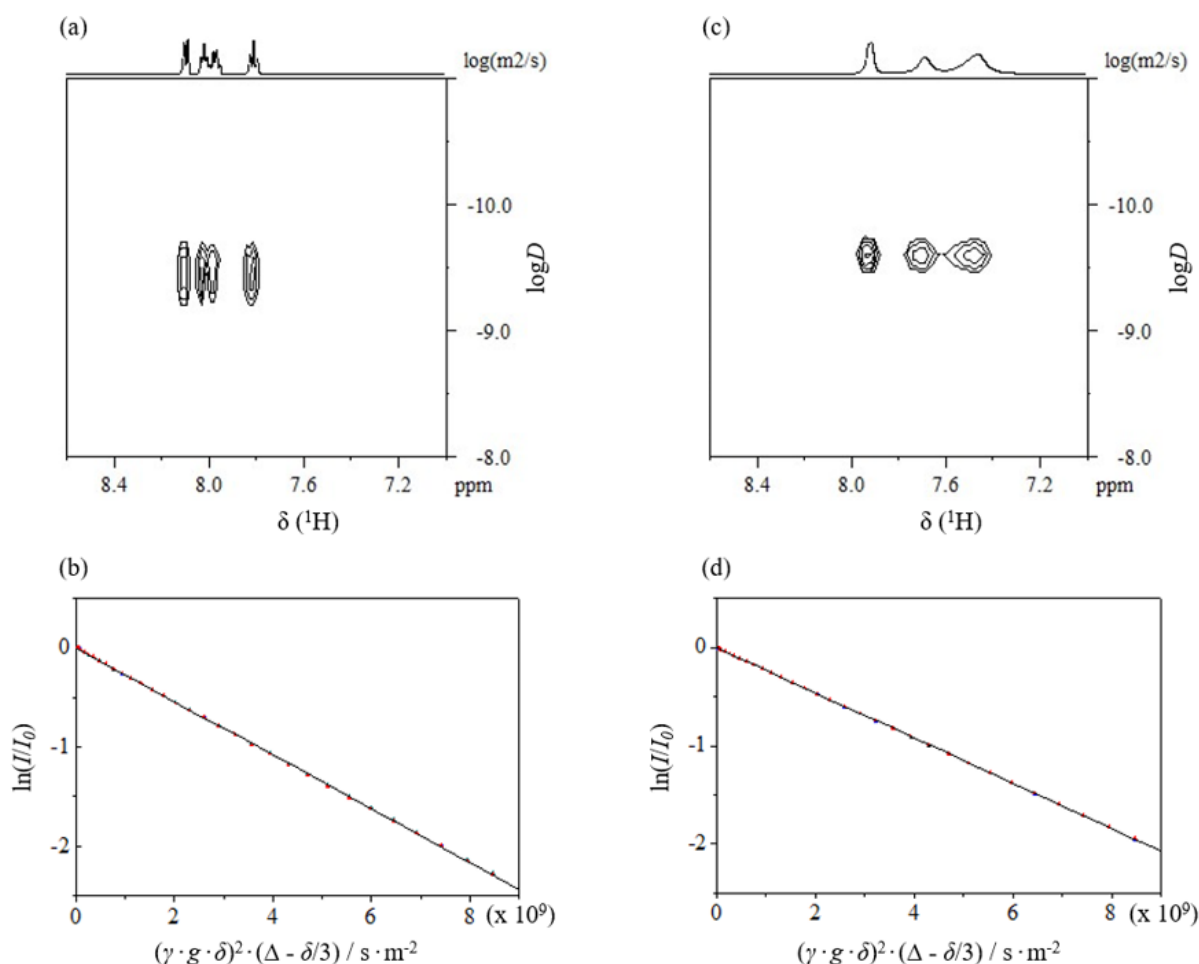 (a)
log(m2/s)
-10.0
logD
-9.0
-8.0
8.4 8.0 7.6 7.2 ppm
δ (¹H)
(c)
log(m2/s)
-10.0
logD
-9.0
-8.0
8.4 8.0 7.6 7.2 ppm
δ (¹H)
(b)
0
-1
-2
ln(I/I₀)
0 2 4 6 8 (x 10⁹)
(γ · g · δ)² · (Δ - δ/3) / s · m⁻²
(d)
0
-1
-2
ln(I/I₀)
0 2 4 6 8 (x 10⁹)
(γ · g · δ)² · (Δ - δ/3) / s · m⁻²